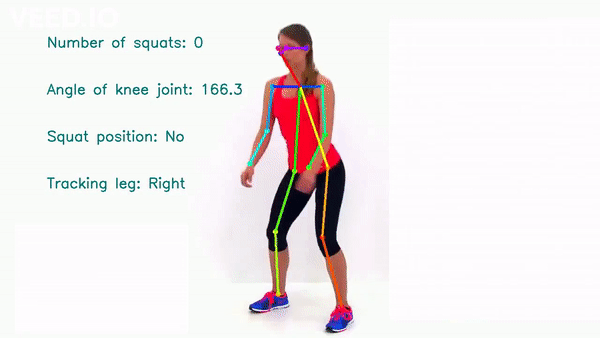 VEED.IO
Number of squats: 0
Angle of knee joint: 166.3
Squat position: No
Tracking leg: Right